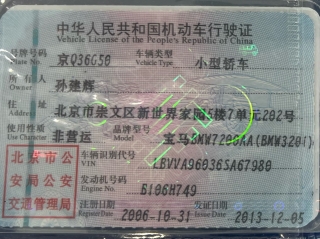 中华人民共和国机动车行驶证
Vehicle License of the People's Republic of China
号牌号码 京Q36G58 车辆类型 小型轿车
Plate No. Vehicle Type
所有人 孙建辉
Owner
住址 北京市崇文区新世界家园5楼7单元202号
Address
使用性质 非营运 品牌型号 宝马BMW7200AA(BMW320i)
Use Character Model
北京市公安局公安交通管理局
车辆识别代号 LBVVA96036SA67980
VIN
发动机号码 B106H749
Engine No.
注册日期 2006-10-31 发证日期 2013-12-05
Register Date Issue Date